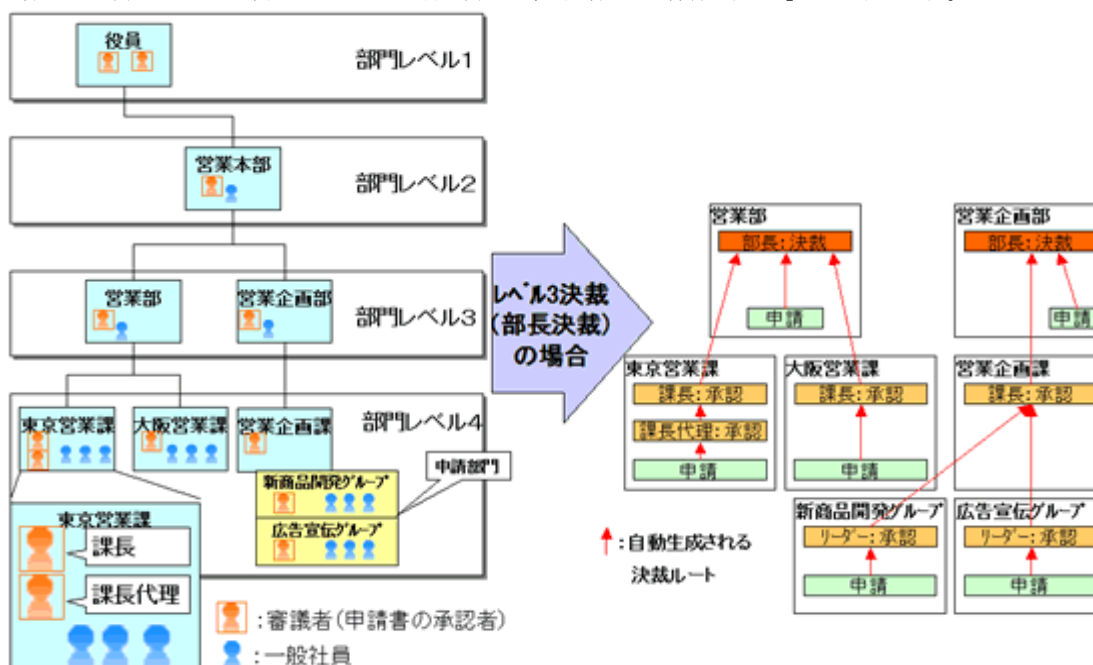 役員
部門レベル1
営業本部
部門レベル2
営業部
営業企画部
部門レベル3
東京営業課
大阪営業課
営業企画課
部門レベル4
申請部門
新商品開発グループ
広告宣伝グループ
東京営業課
課長
課長代理
:審議者(申請書の承認者)
:一般社員
レベル3決裁
(部長決裁)
の場合
営業部
部長:決裁
申請
営業企画部
部長:決裁
申請
東京営業課
課長:承認
課長代理:承認
申請
大阪営業課
課長:承認
申請
営業企画課
課長:承認
新商品開発グループ
リーダー:承認
申請
広告宣伝グループ
リーダー:承認
申請
:自動生成される
決裁ルート